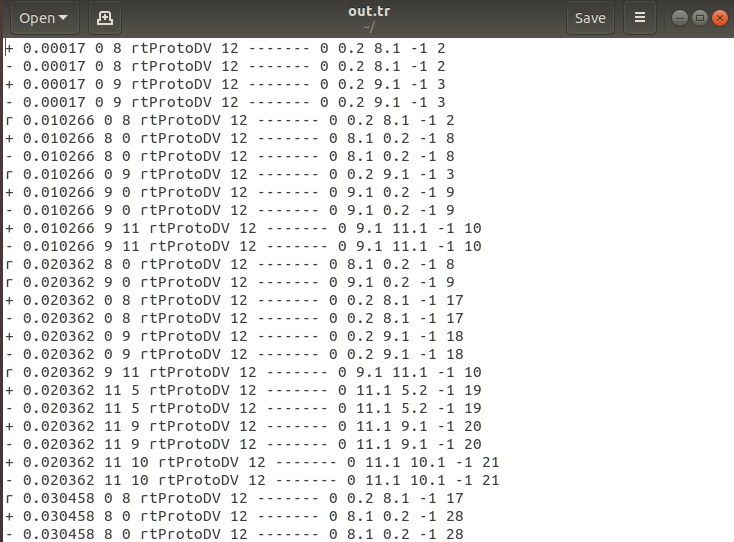 Open
out.tr
~/
Save
+ 0.00017 0 8 rtProtoDV 12 ------- 0 0.2 8.1 -1 2
- 0.00017 0 8 rtProtoDV 12 ------- 0 0.2 8.1 -1 2
+ 0.00017 0 9 rtProtoDV 12 ------- 0 0.2 9.1 -1 3
- 0.00017 0 9 rtProtoDV 12 ------- 0 0.2 9.1 -1 3
r 0.010266 0 8 rtProtoDV 12 ------- 0 0.2 8.1 -1 2
+ 0.010266 8 0 rtProtoDV 12 ------- 0 8.1 0.2 -1 8
- 0.010266 8 0 rtProtoDV 12 ------- 0 8.1 0.2 -1 8
r 0.010266 0 9 rtProtoDV 12 ------- 0 0.2 9.1 -1 3
+ 0.010266 9 0 rtProtoDV 12 ------- 0 9.1 0.2 -1 9
- 0.010266 9 0 rtProtoDV 12 ------- 0 9.1 0.2 -1 9
+ 0.010266 9 11 rtProtoDV 12 ------- 0 9.1 11.1 -1 10
- 0.010266 9 11 rtProtoDV 12 ------- 0 9.1 11.1 -1 10
r 0.020362 8 0 rtProtoDV 12 ------- 0 8.1 0.2 -1 8
r 0.020362 9 0 rtProtoDV 12 ------- 0 9.1 0.2 -1 9
+ 0.020362 0 8 rtProtoDV 12 ------- 0 0.2 8.1 -1 17
- 0.020362 0 8 rtProtoDV 12 ------- 0 0.2 8.1 -1 17
+ 0.020362 0 9 rtProtoDV 12 ------- 0 0.2 9.1 -1 18
- 0.020362 0 9 rtProtoDV 12 ------- 0 0.2 9.1 -1 18
r 0.020362 9 11 rtProtoDV 12 ------- 0 9.1 11.1 -1 10
+ 0.020362 11 5 rtProtoDV 12 ------- 0 11.1 5.2 -1 19
- 0.020362 11 5 rtProtoDV 12 ------- 0 11.1 5.2 -1 19
+ 0.020362 11 9 rtProtoDV 12 ------- 0 11.1 9.1 -1 20
- 0.020362 11 9 rtProtoDV 12 ------- 0 11.1 9.1 -1 20
+ 0.020362 11 10 rtProtoDV 12 ------- 0 11.1 10.1 -1 21
- 0.020362 11 10 rtProtoDV 12 ------- 0 11.1 10.1 -1 21
r 0.030458 0 8 rtProtoDV 12 ------- 0 0.2 8.1 -1 17
+ 0.030458 8 0 rtProtoDV 12 ------- 0 8.1 0.2 -1 28
- 0.030458 8 0 rtProtoDV 12 ------- 0 8.1 0.2 -1 28